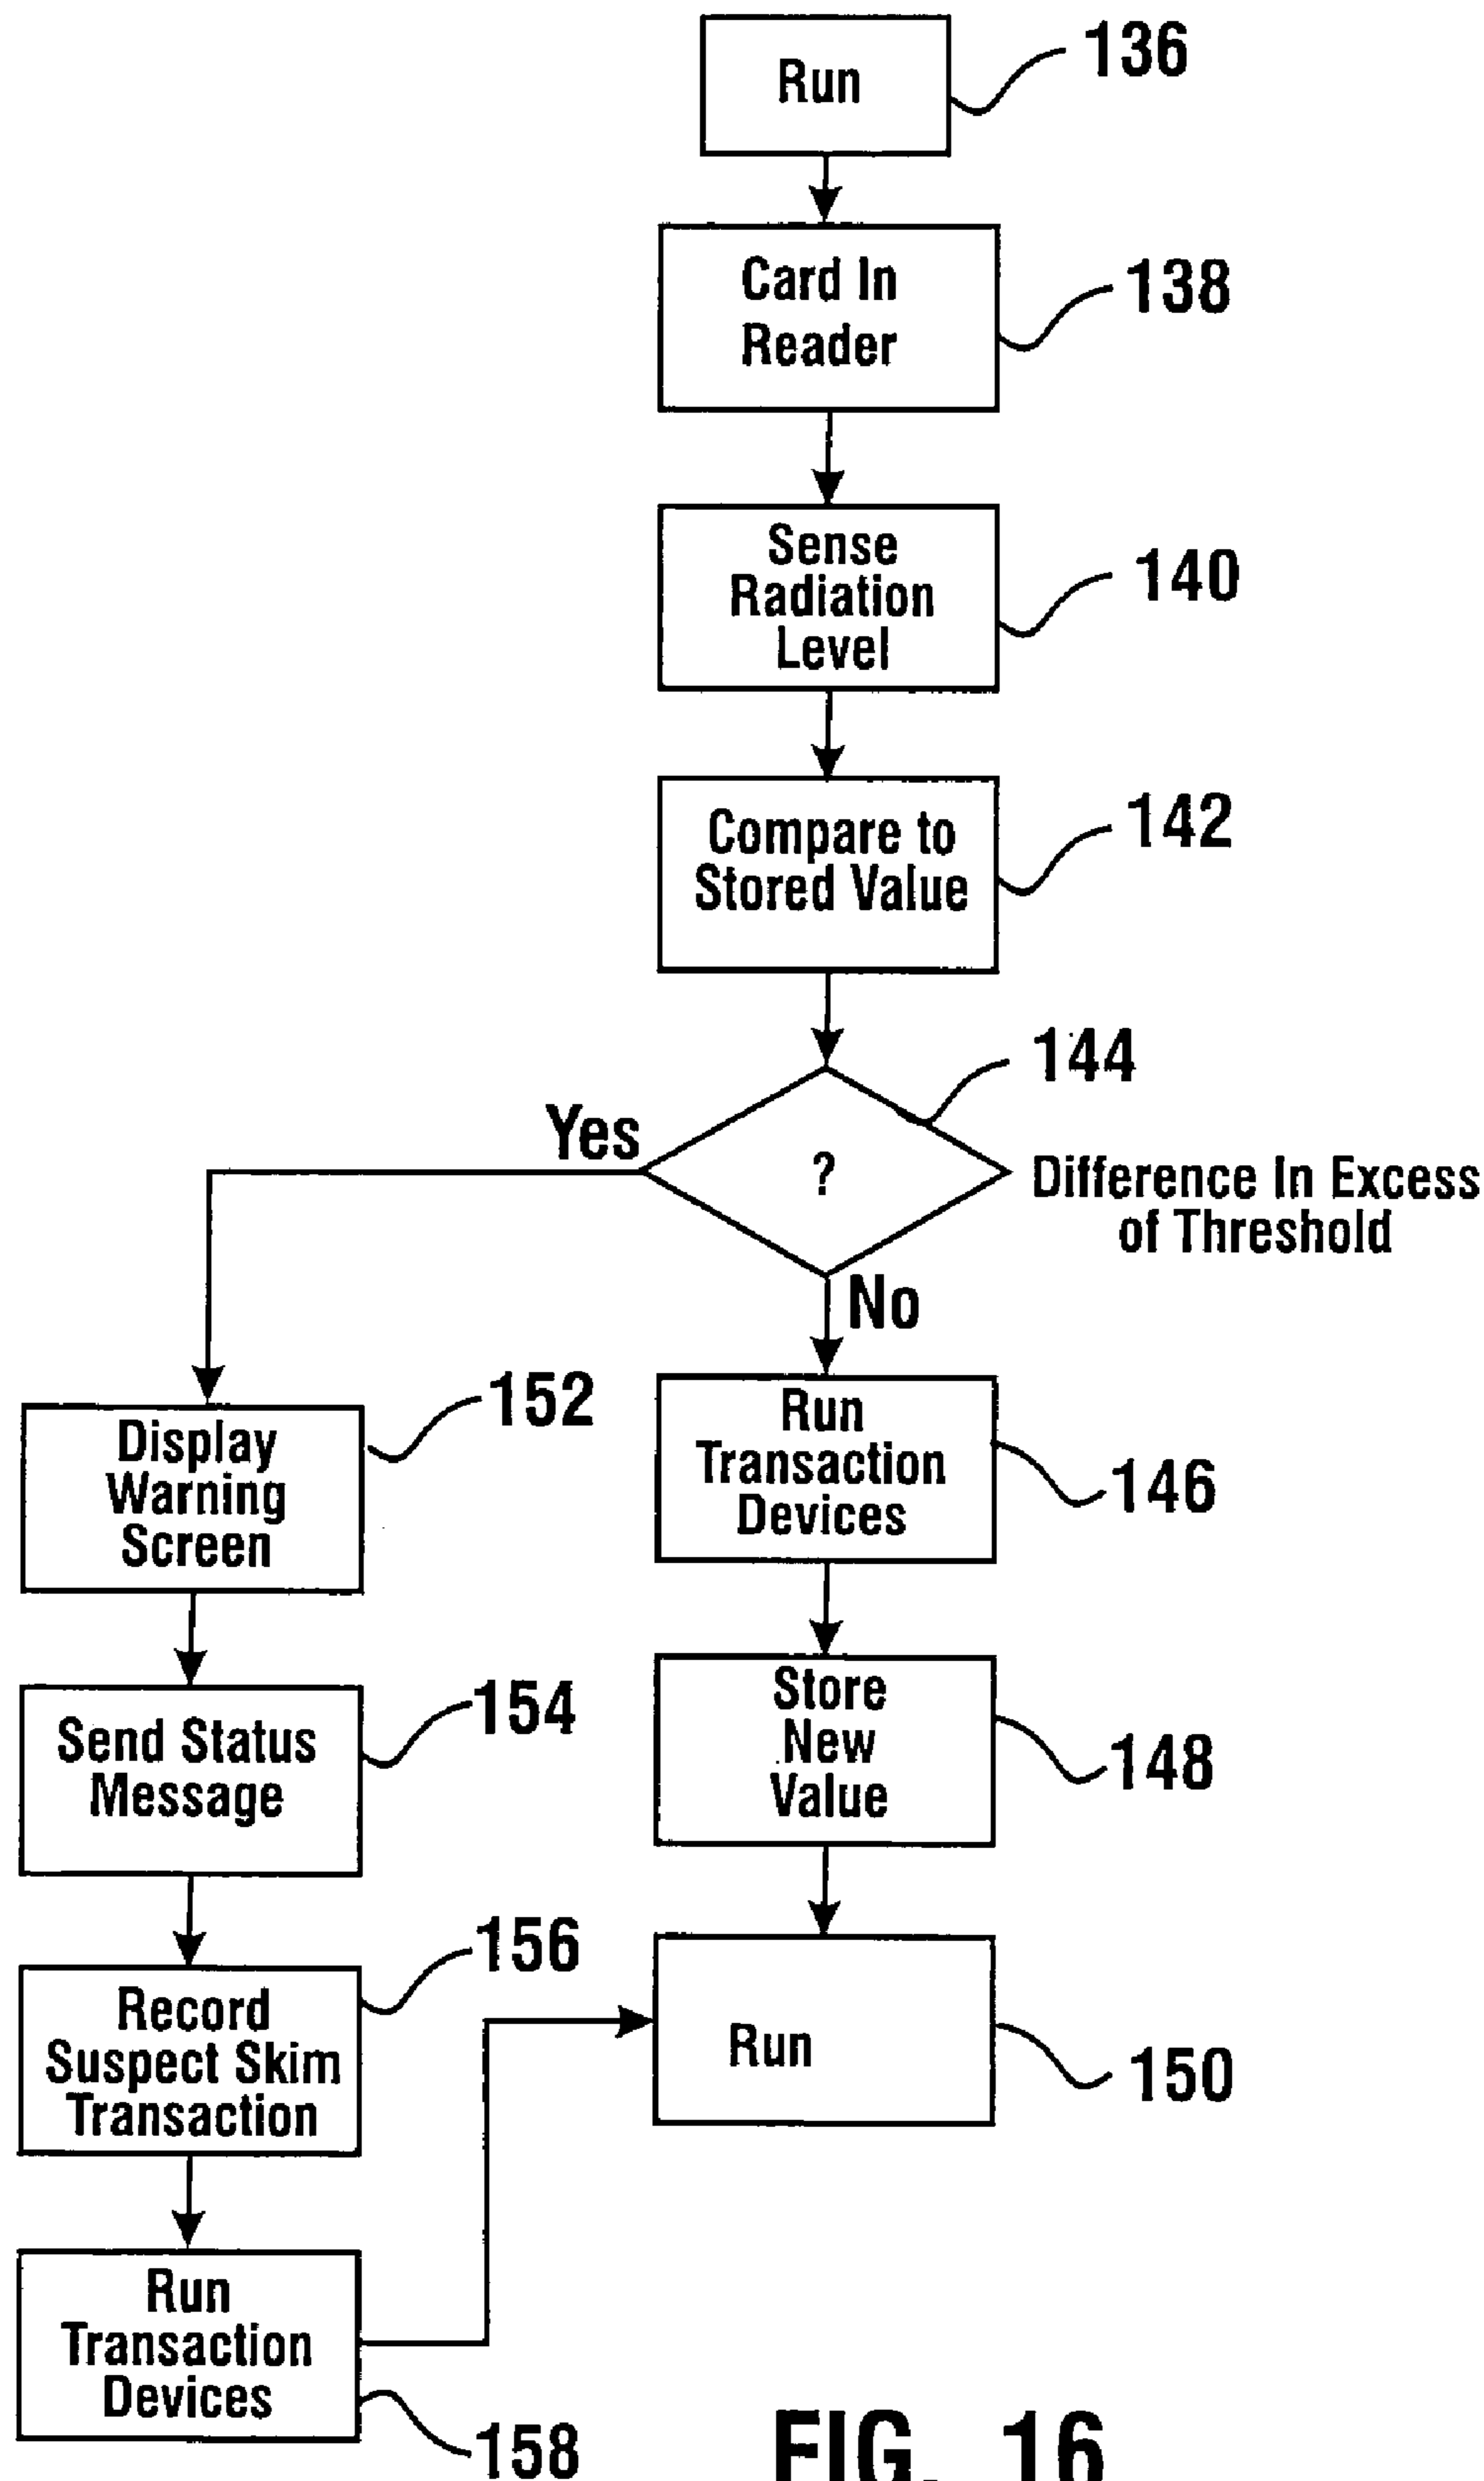 Run
136
Card In
Reader
138
Sense
Radiation
Level
140
Compare to
Stored Value
142
144
Yes
?
Difference In Excess
of Threshold
No
Display
Warning
Screen
152
Run
Transaction
Devices
146
Send Status
Message
154
Store
New
Value
148
Record
Suspect Skim
Transaction
156
Run
150
Run
Transaction
Devices
158
FIG. 16